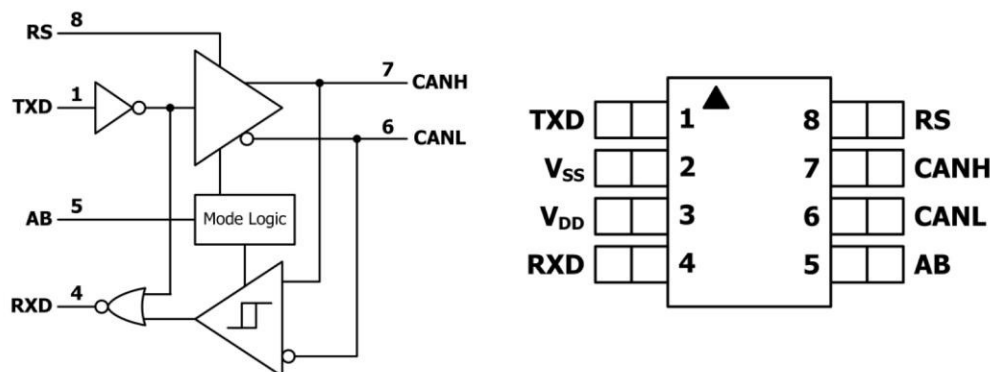 RS 8
TXD 1
7 CANH
6 CANL
AB 5
Mode Logic
RXD 4
TXD 1 8 RS
VSS 2 7 CANH
VDD 3 6 CANL
RXD 4 5 AB